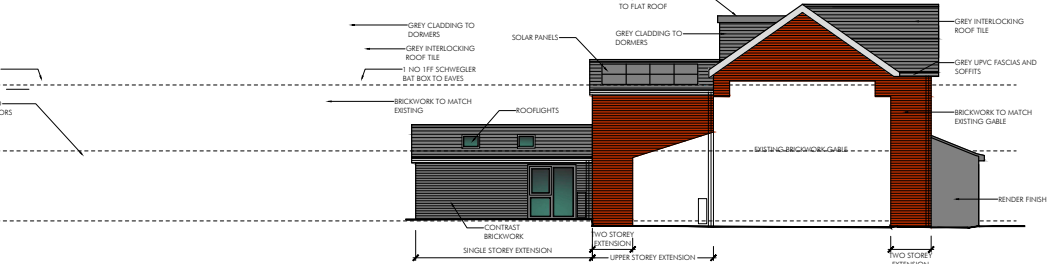 TO FLAT ROOF
GREY CLADDING TO
DORMERS
GREY INTERLOCKING
ROOF TILE
1 NO 1FF SCHWEGLER
BAT BOX TO EAVES
BRICKWORK TO MATCH
EXISTING
ORS
SOLAR PANELS
GREY CLADDING TO
DORMERS
GREY INTERLOCKING
ROOF TILE
GREY UPVC FASCIAS AND
SOFFITS
ROOFLIGHTS
BRICKWORK TO MATCH
EXISTING GABLE
EXISTING BRICKWORK GABLE
RENDER FINISH
CONTRAST
BRICKWORK
SINGLE STOREY EXTENSION
TWO STOREY
EXTENSION
UPPER STOREY EXTENSION
TWO STOREY
EXTENSION